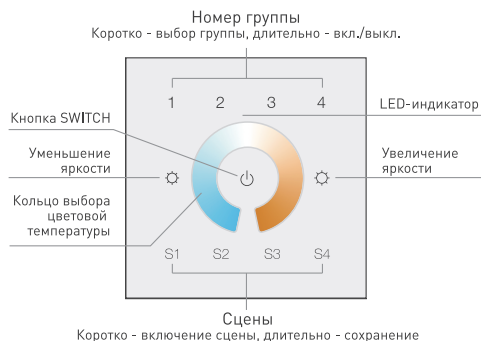 Номер группы
Коротко - выбор группы, длительно - вкл./выкл.
1 2 3 4
LED-индикатор
Кнопка SWITCH
Уменьшение
яркости
Увеличение
яркости
Кольцо выбора
цветовой
температуры
S1 S2 S3 S4
Сцены
Коротко - включение сцены, длительно - сохранение